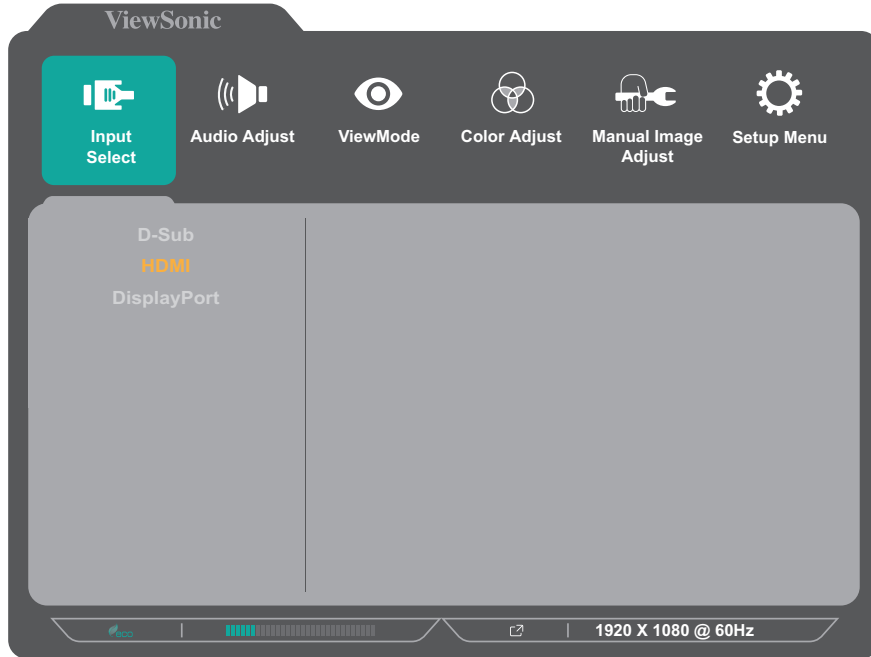 ViewSonic
Input
Select
Audio Adjust
ViewMode
Color Adjust
Manual Image
Adjust
Setup Menu
D-Sub
HDMI
DisplayPort
ECO
1920 X 1080 @ 60Hz